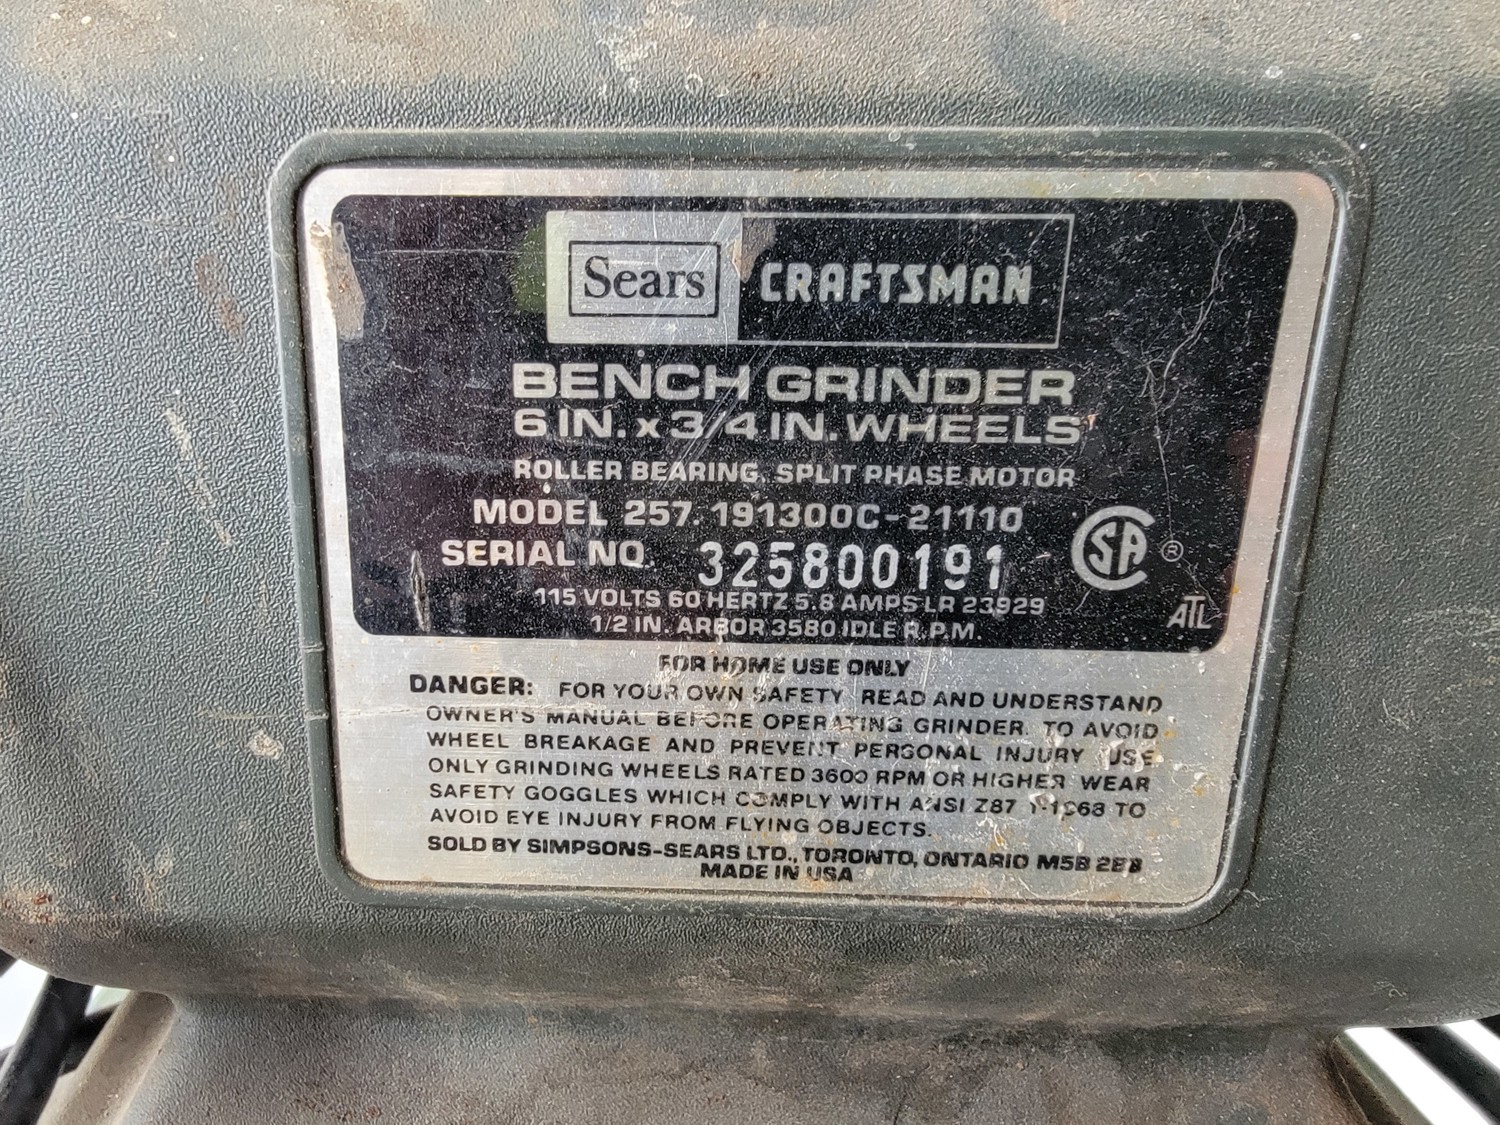 Sears CRAFTSMAN
BENCH GRINDER
6 IN. x 3/4 IN. WHEELS
ROLLER BEARING, SPLIT PHASE MOTOR
MODEL 257.191300C-21110
SERIAL NO. 325800191
115 VOLTS 60 HERTZ 5.8 AMPS LR 23929
1/2 IN. ARBOR 3580 IDLE R.P.M.
SA ®
ATL
FOR HOME USE ONLY
DANGER: FOR YOUR OWN SAFETY READ AND UNDERSTAND
OWNER'S MANUAL BEFORE OPERATING GRINDER. TO AVOID
WHEEL BREAKAGE AND PREVENT PERSONAL INJURY USE
ONLY GRINDING WHEELS RATED 3600 RPM OR HIGHER WEAR
SAFETY GOGGLES WHICH COMPLY WITH ANSI Z87 1-1968 TO
AVOID EYE INJURY FROM FLYING OBJECTS.
SOLD BY SIMPSONS-SEARS LTD., TORONTO, ONTARIO M5B
MADE IN USA